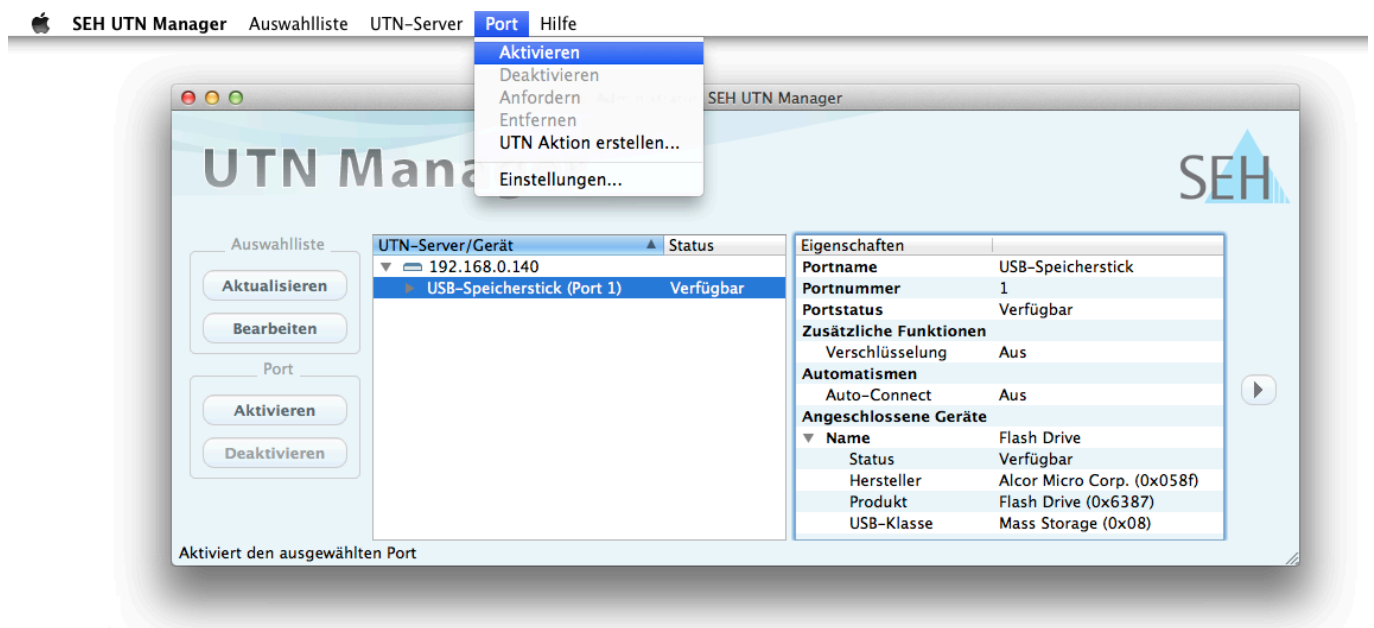 SEH UTN Manager Auswahlliste UTN-Server Port Hilfe
Aktivieren
Deaktivieren
Anfordern
Entfernen
UTN Aktion erstellen...
Einstellungen...
SEH UTN Manager
UTN Mana
SEH
Auswahlliste
Aktualisieren
Bearbeiten
Port
Aktivieren
Deaktivieren
UTN-Server/Gerät Status
192.168.0.140
USB-Speicherstick (Port 1) Verfügbar
Eigenschaften
Portname USB-Speicherstick
Portnummer 1
Portstatus Verfügbar
Zusätzliche Funktionen
Verschlüsselung Aus
Automatismen
Auto-Connect Aus
Angeschlossene Geräte
Name Flash Drive
Status Verfügbar
Hersteller Alcor Micro Corp. (0x058f)
Produkt Flash Drive (0x6387)
USB-Klasse Mass Storage (0x08)
Aktiviert den ausgewählten Port